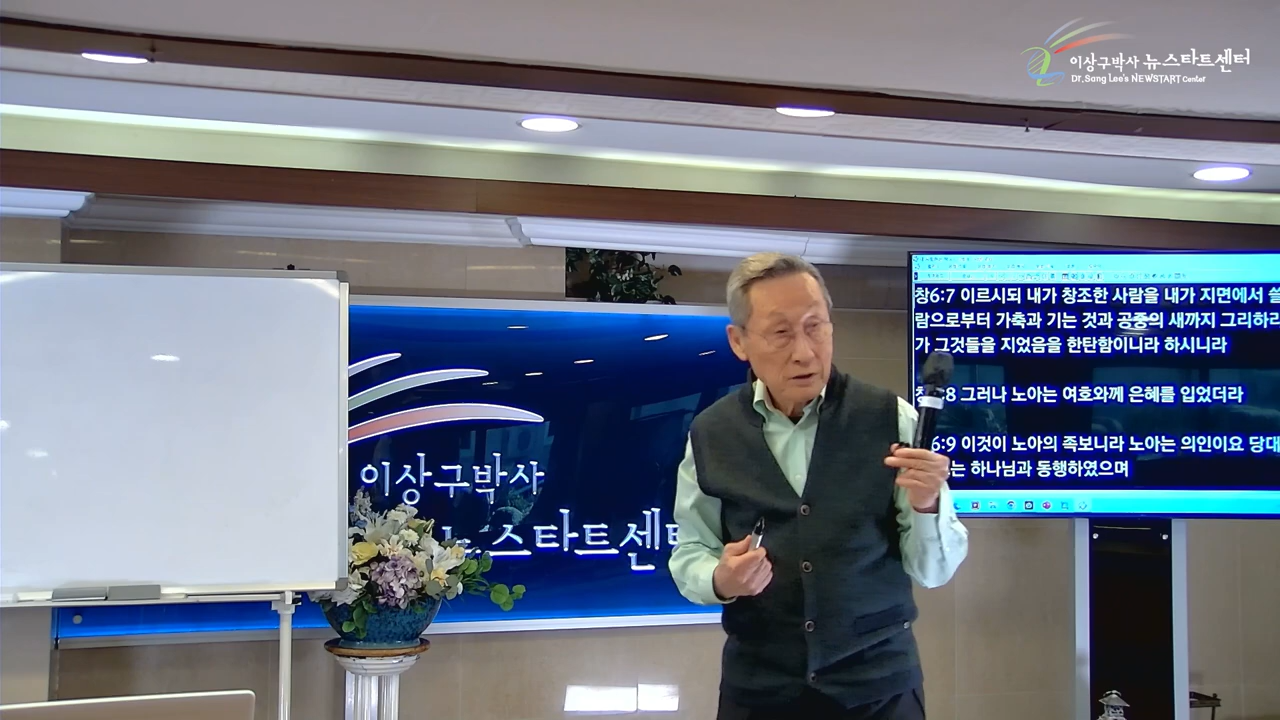 이상구박사 뉴스타트센터
Dr. Sang Lee's NEWSTART Center
창6:7 이르시되 내가 창조한 사람을 내가 지면에서 쓸
람으로부터 가축과 기는 것과 공중의 새까지 그리하리
가 그것들을 지었음을 한탄함이니라 하시니라
:8 그러나 노아는 여호와께 은혜를 입었더라
6:9 이것이 노아의 족보니라 노아는 의인이요 당대
는 하나님과 동행하였으며
이상구박사
뉴스타트센터